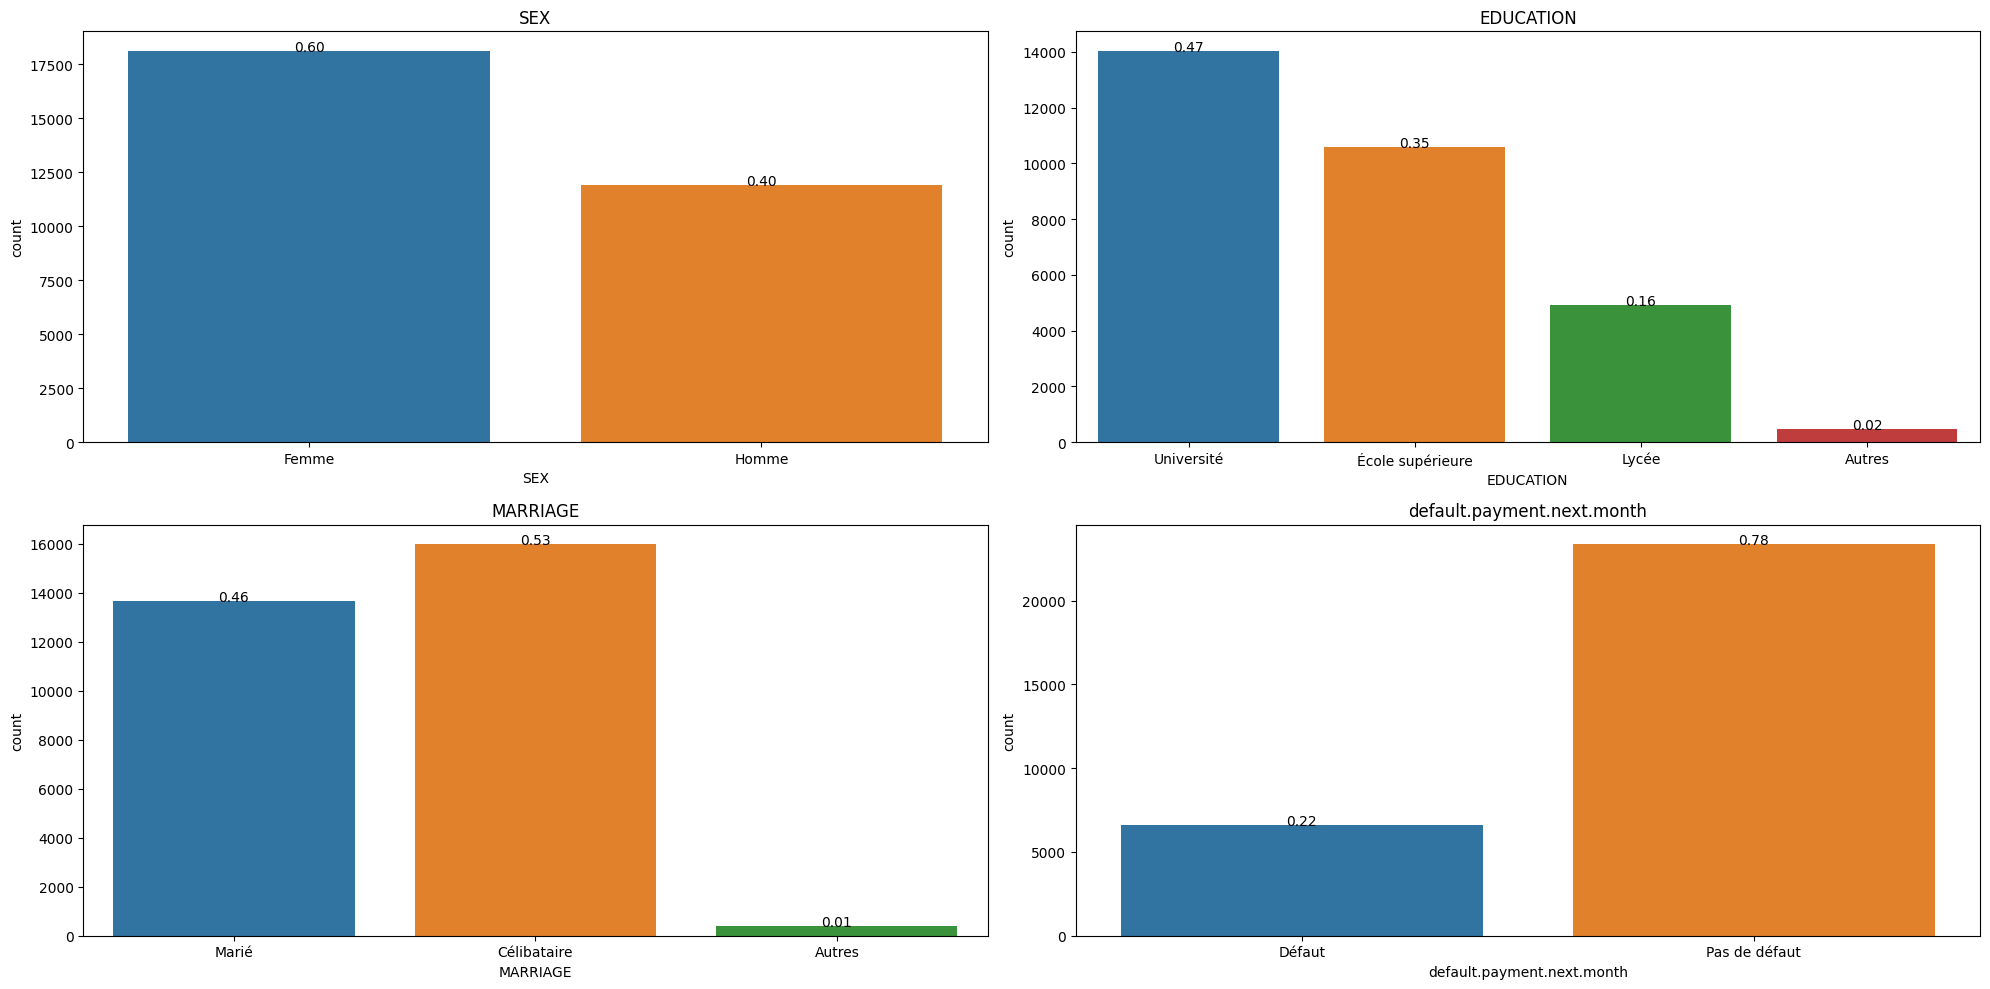 SEX
0.60
0.40
17500
15000
12500
10000
7500
5000
2500
0
count
Femme
Homme
SEX
EDUCATION
0.47
0.35
0.16
0.02
14000
12000
10000
8000
6000
4000
2000
0
count
Université
École supérieure
Lycée
Autres
EDUCATION
MARRIAGE
0.46
0.53
0.01
16000
14000
12000
10000
8000
6000
4000
2000
0
count
Marié
Célibataire
Autres
MARRIAGE
default.payment.next.month
0.22
0.78
20000
15000
10000
5000
0
count
Défaut
Pas de défaut
default.payment.next.month